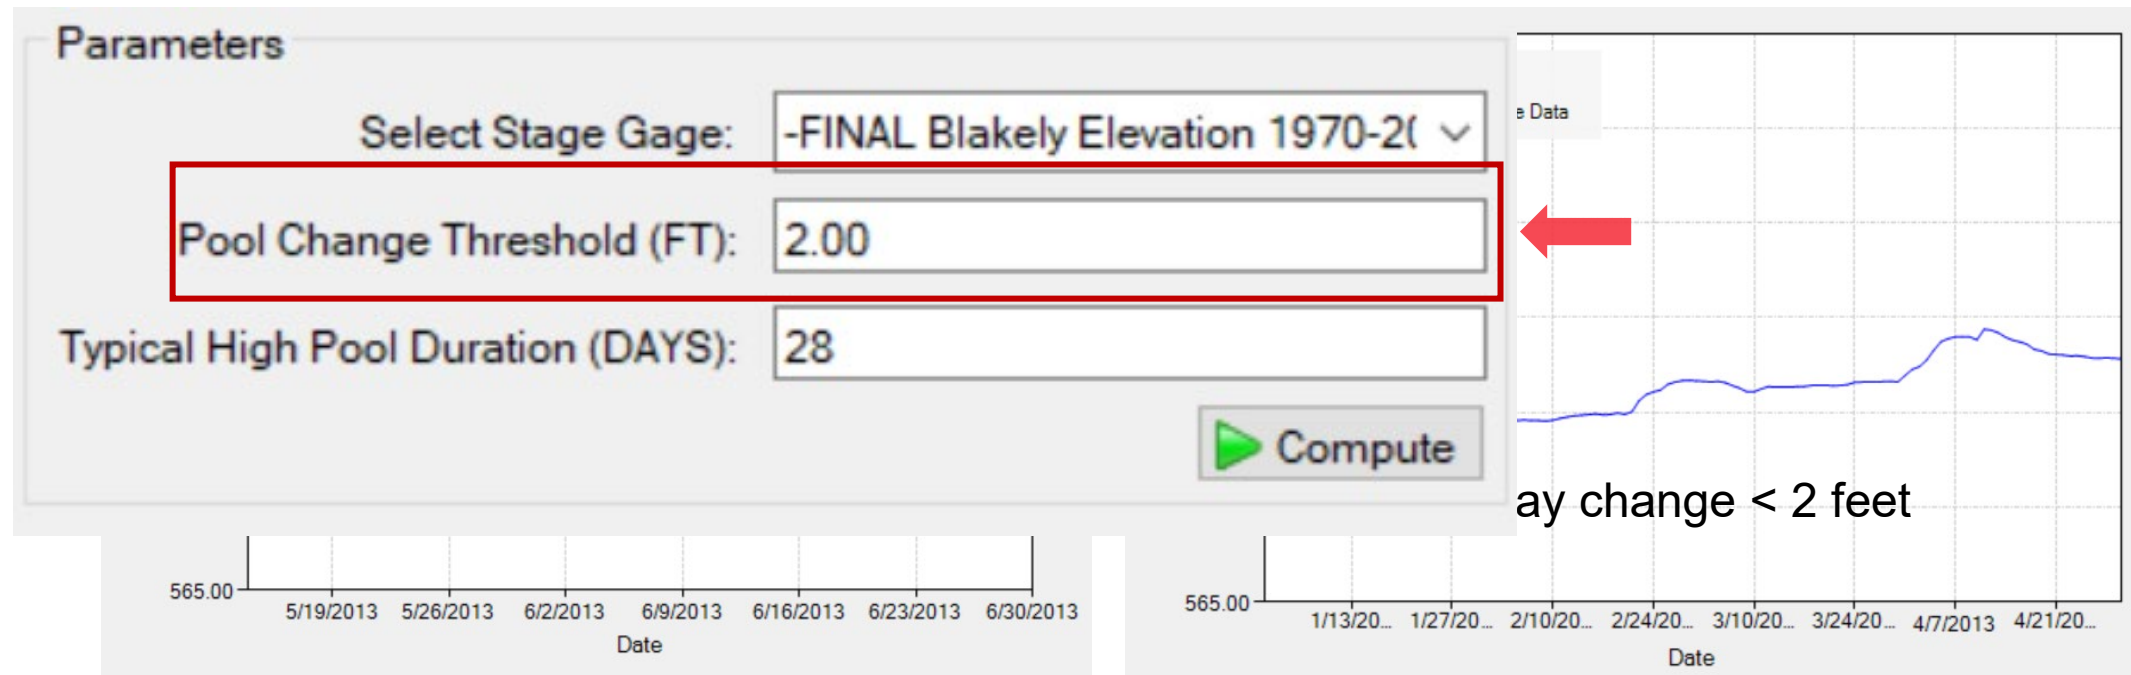 Parameters
Select Stage Gage: -FINAL Blakely Elevation 1970-2(
Pool Change Threshold (FT): 2.00
Typical High Pool Duration (DAYS): 28
Compute
e Data
ay change < 2 feet
565.00
5/19/2013 5/26/2013 6/2/2013 6/9/2013 6/16/2013 6/23/2013 6/30/2013
Date
565.00
1/13/20... 1/27/20... 2/10/20... 2/24/20... 3/10/20... 3/24/20... 4/7/2013 4/21/20...
Date